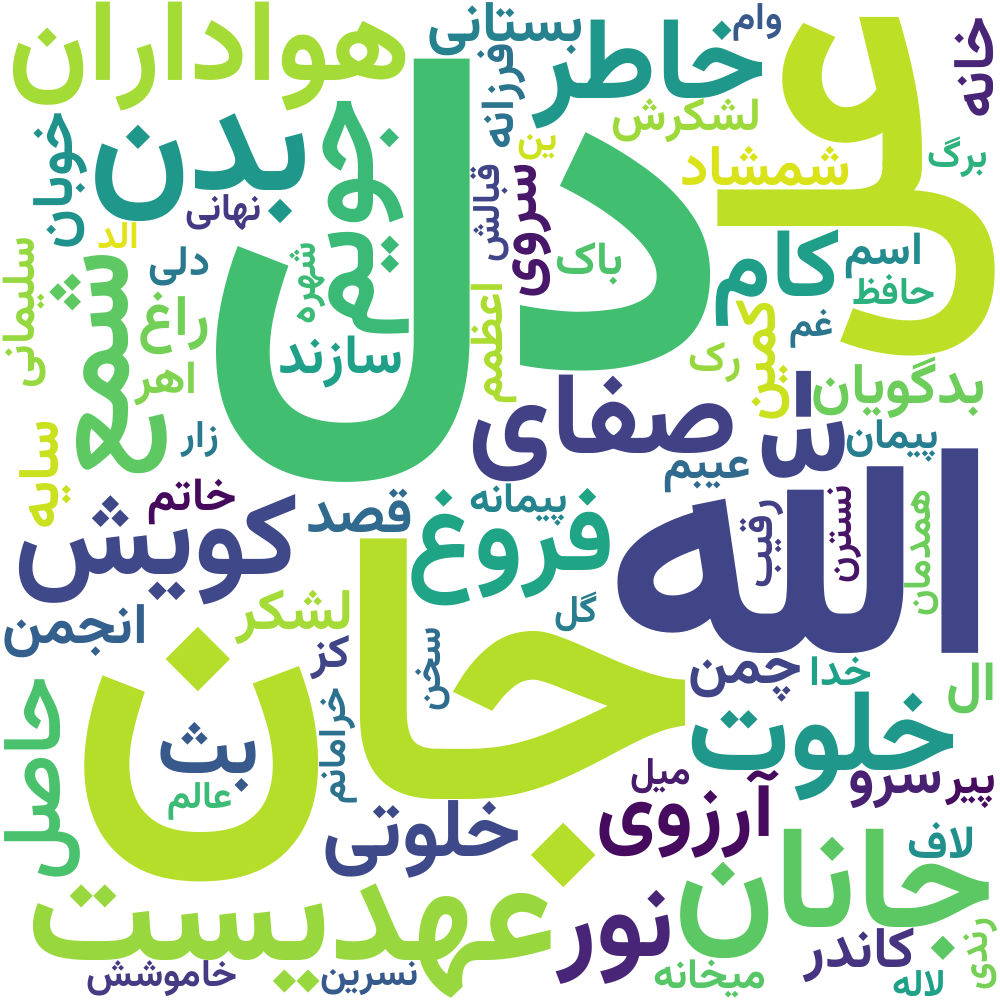 هواداران
بستانی
وام
خانه
خاطر
فرزانه
لشکرش
ین
برگ
بدن
جویم
خوبان
نهانی
قبالش
سروی
شمشاد
دل
الد
دلی
شهره
باک
کام
اسم
حافظ
سلیمانی
شمع
راغ
سازند
اعظمم
کمین
غم
رک
اهر
بدگویان
صفای
زار
سایه
عیبم
پیمان
خاتم
قصد
پیمانه
کویش
فروغ
رقیب
نسترن
همدمان
الله
انجمن
لشکر
کز
سخن
گل
جان
چمن
خدا
ال
حاصل
بث
عالم
خرامانم
خلوت
میل
سرو
پیر
خلوتی
آرزوی
لاف
جانان
عهدیست
نور
کاندر
رندی
خاموشش
نسرین
میخانه
لاله